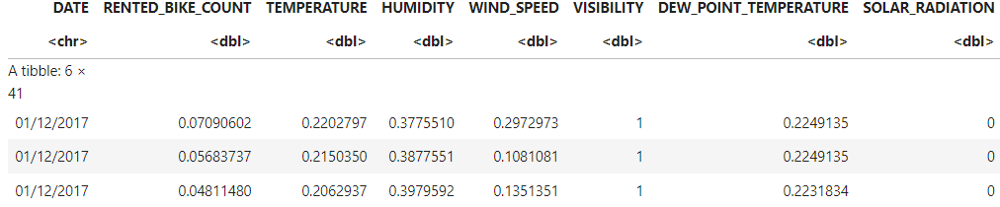 DATE RENTED_BIKE_COUNT TEMPERATURE HUMIDITY WIND_SPEED VISIBILITY DEW_POINT_TEMPERATURE SOLAR_RADIATION
<chr> <dbl> <dbl> <dbl> <dbl> <dbl> <dbl> <dbl>
A tibble: 6 ×
41
01/12/2017 0.07090602 0.2202797 0.3775510 0.2972973 1 0.2249135 0
01/12/2017 0.05683737 0.2150350 0.3877551 0.1081081 1 0.2249135 0
01/12/2017 0.04811480 0.2062937 0.3979592 0.1351351 1 0.2231834 0